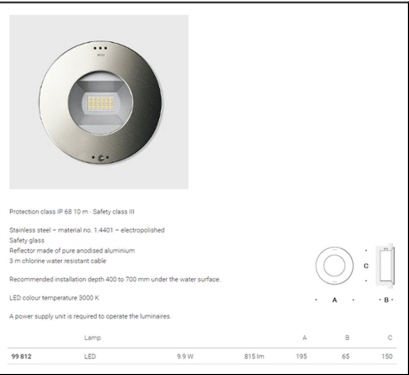 Protection class IP 68 10 m · Safety class III
Stainless steel – material no. 1.4401 – electropolished
Safety glass
Reflector made of pure anodised aluminium
3 m chlorine water resistant cable
Recommended installation depth 400 to 700 mm under the water surface.
LED colour temperature 3000 K
A power supply unit is required to operate the luminaires.
C
A B
Lamp A B C
99 812 LED 9.9 W 815 lm 195 65 150